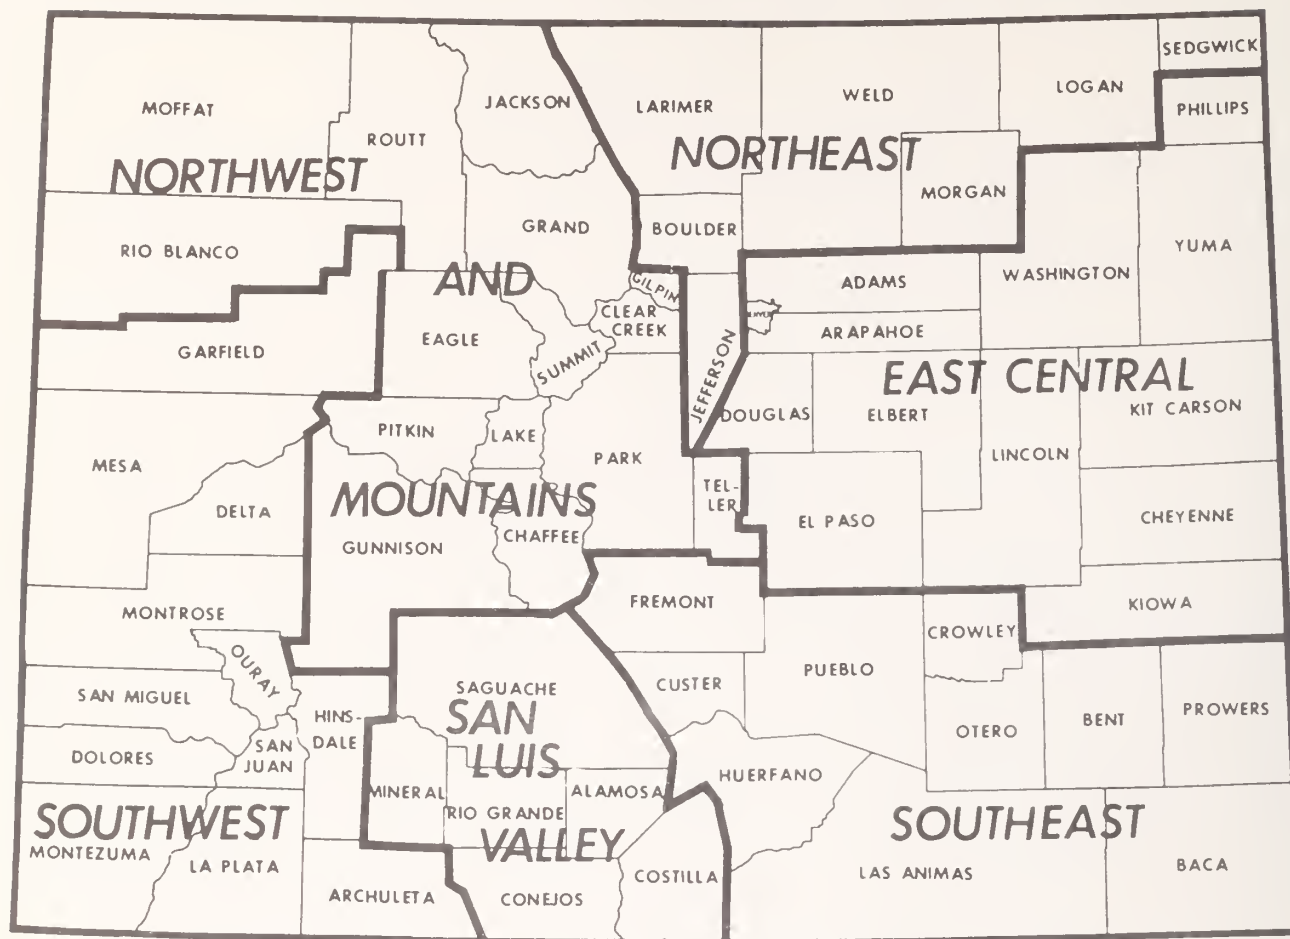 SEDGWICK
LOGAN
WELD
JACKSON
LARIMER
MOFFAT
PHILLIPS
ROUTT
NORTHEAST
NORTHWEST
MORGAN
GRAND
BOULDER
YUMA
RIO BLANCO
WASHINGTON
AND
GILPIN
ADAMS
CLEAR
CREEK
DENVER
ARAPAHOE
EAGLE
GARFIELD
SUMMIT
JEFFERSON
EAST CENTRAL
KIT CARSON
DOUGLAS
ELBERT
PITKIN
LAKE
PARK
LINCOLN
MESA
TEL-
LER
MOUNTAINS
DELTA
EL PASO
CHEYENNE
CHAFFEE
GUNNISON
FREMONT
KIOWA
MONTROSE
CROWLEY
OURAY
PUEBLO
CUSTER
SAGUACHE
SAN MIGUEL
HINS-
DALE
SAN
LUIS
VALLEY
PROWERS
BENT
OTERO
DOLORES
SAN
JUAN
HUERFANO
MINERAL
ALAMOSA
RIO GRANDE
SOUTHWEST
SOUTHEAST
MONTEZUMA
LA PLATA
COSTILLA
LAS ANIMAS
BACA
ARCHULETA
CONEJOS